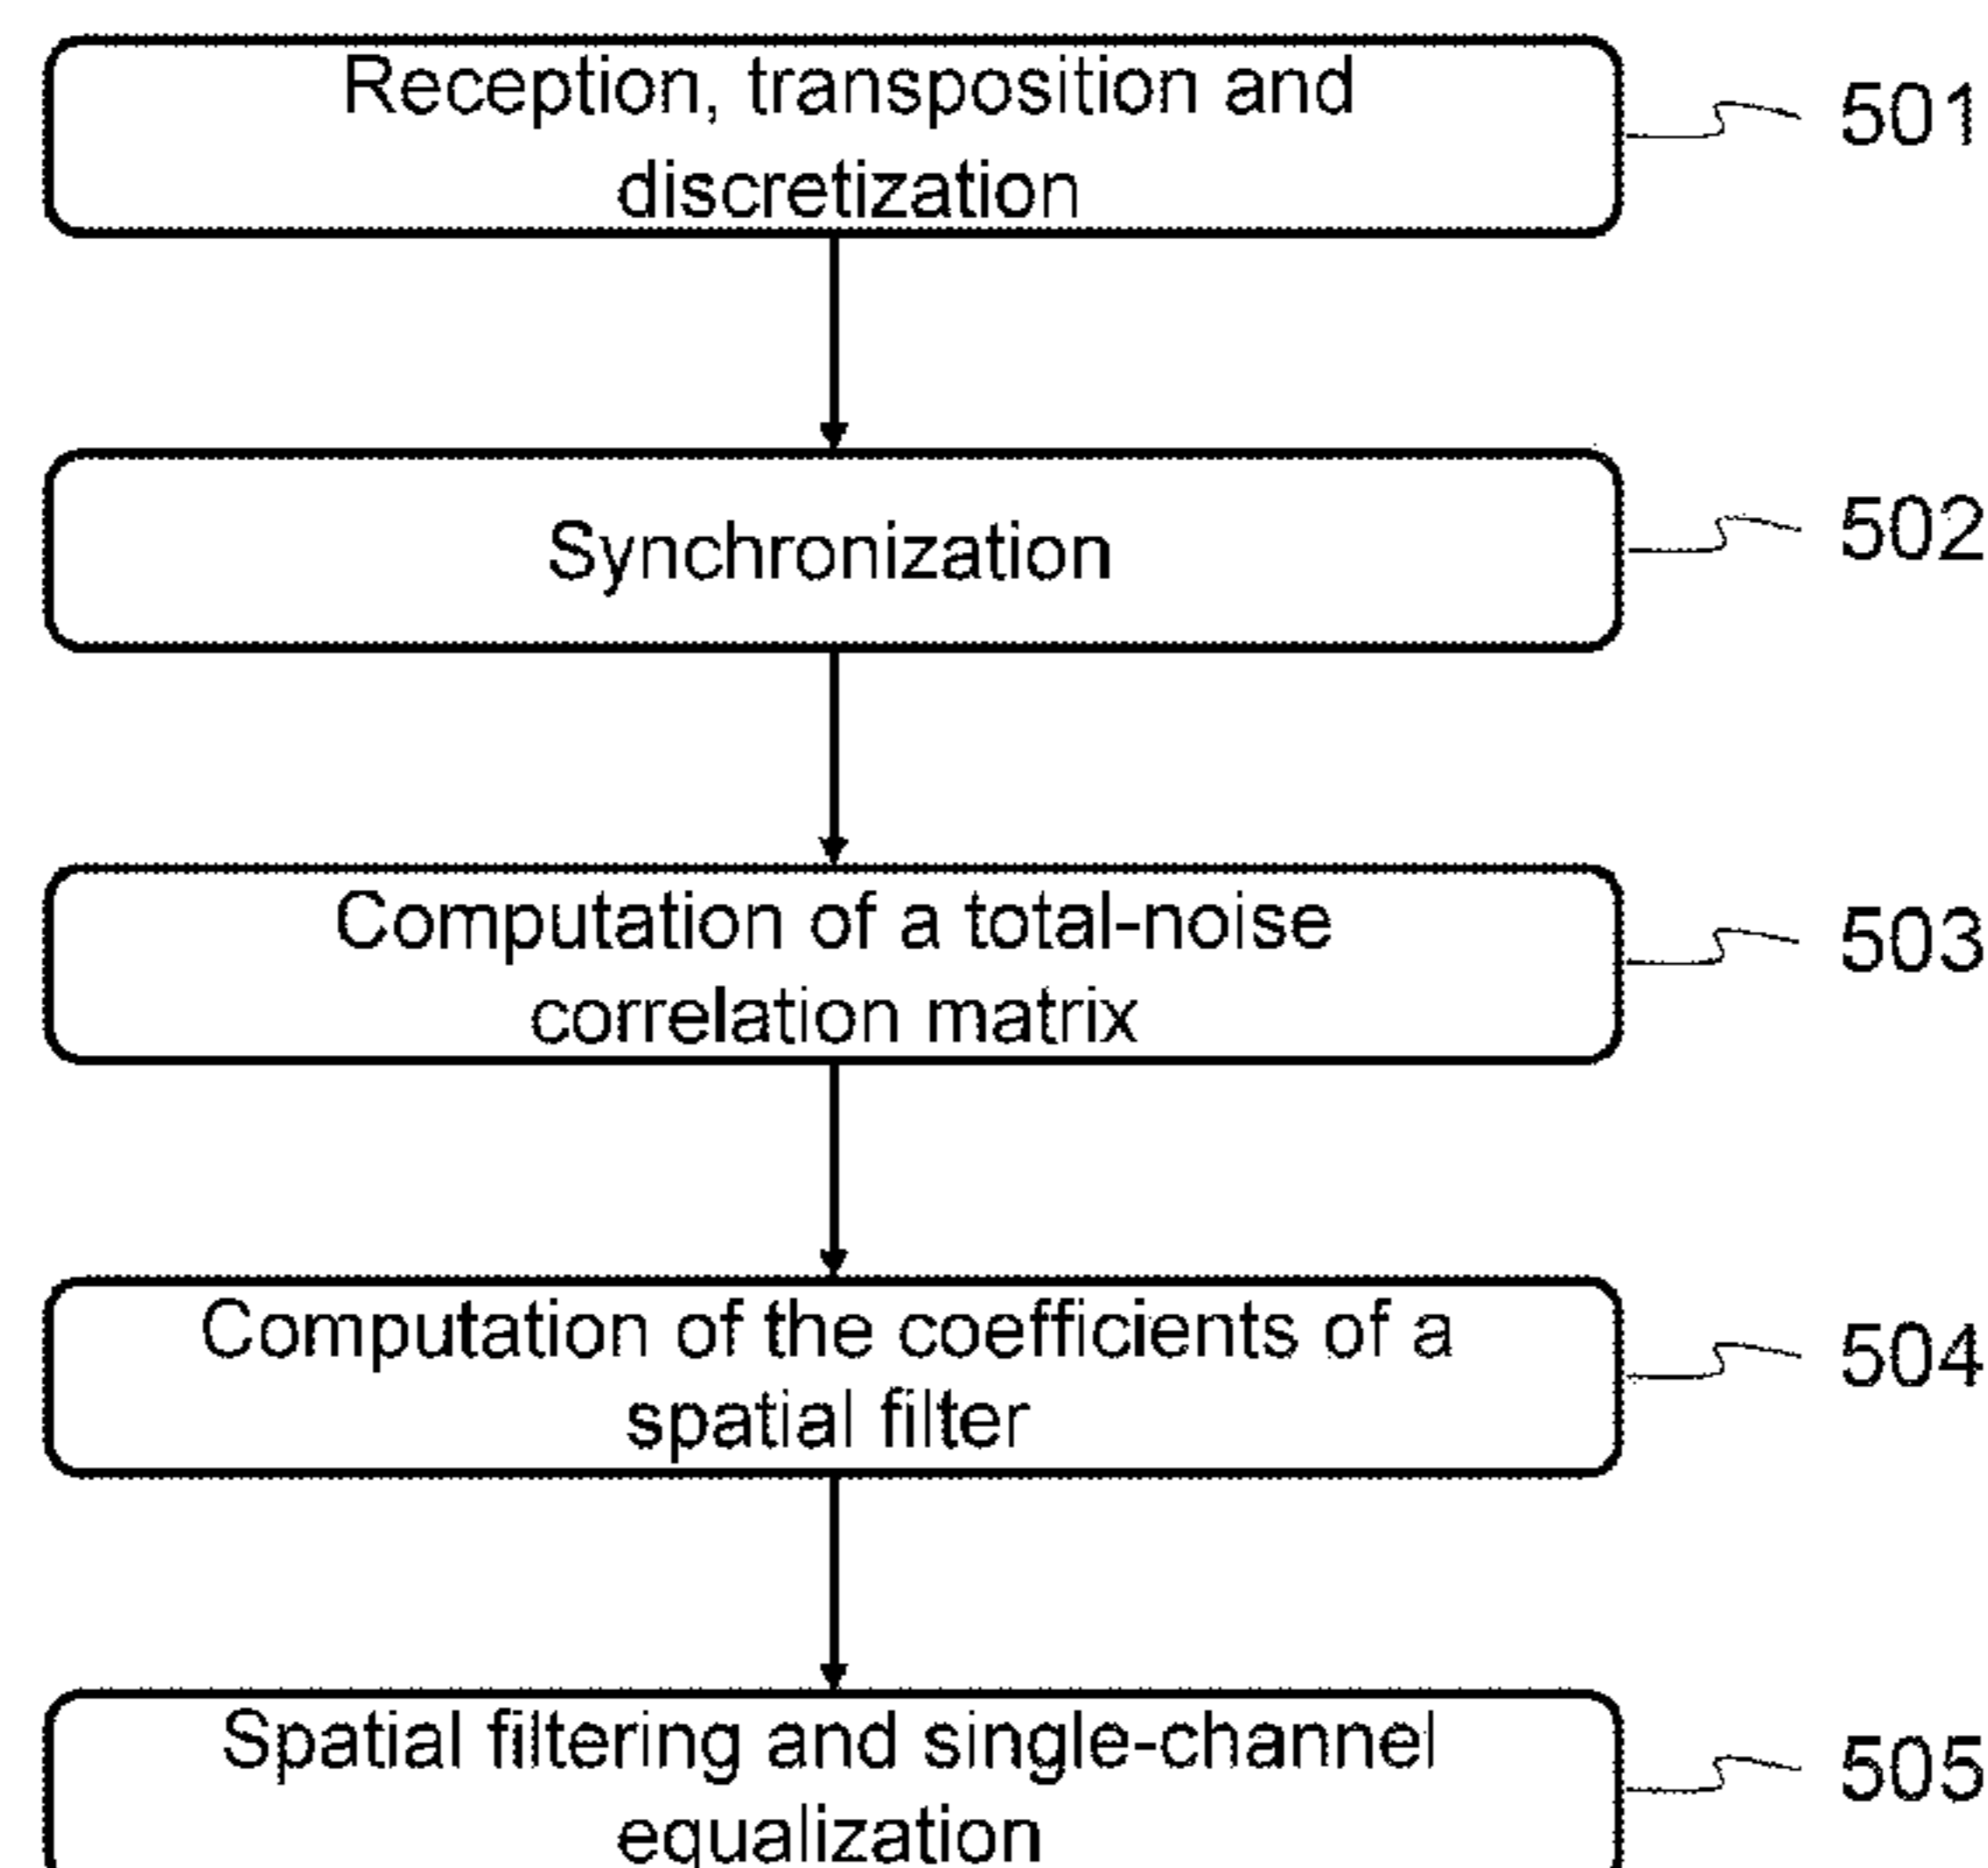 Reception, transposition and
discretization
501
Synchronization
502
Computation of a total-noise
correlation matrix
503
Computation of the coefficients of a
spatial filter
504
Spatial filtering and single-channel
equalization
505